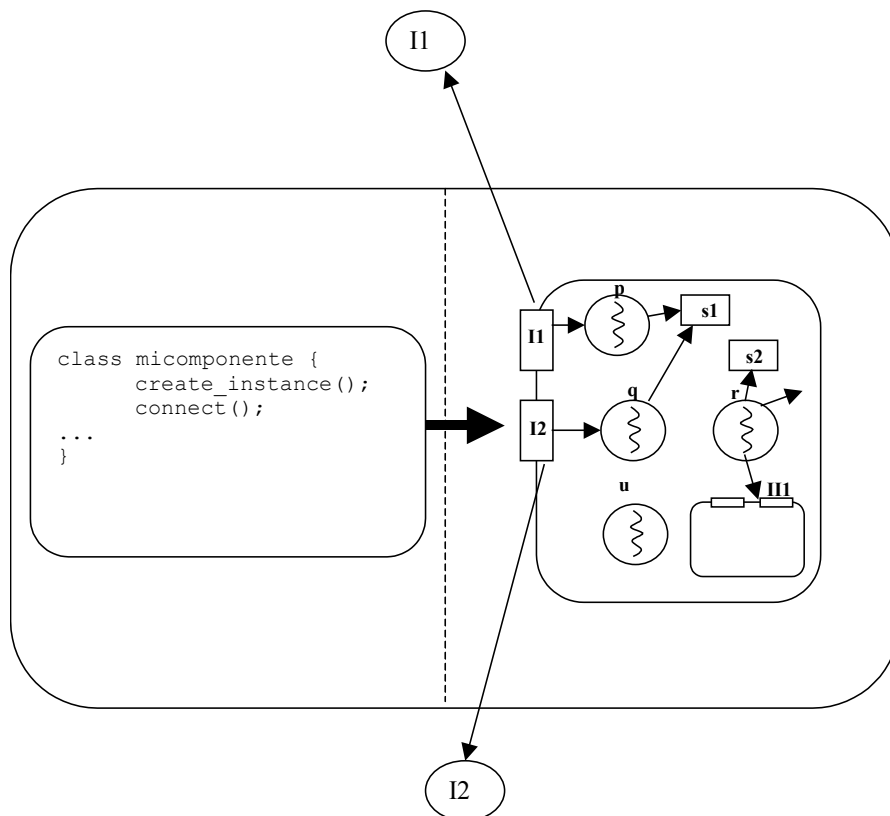 I1
p
s1
I1
s2
class micomponente {
create_instance();
connect();
...
}
q
r
I2
u
II1
I2